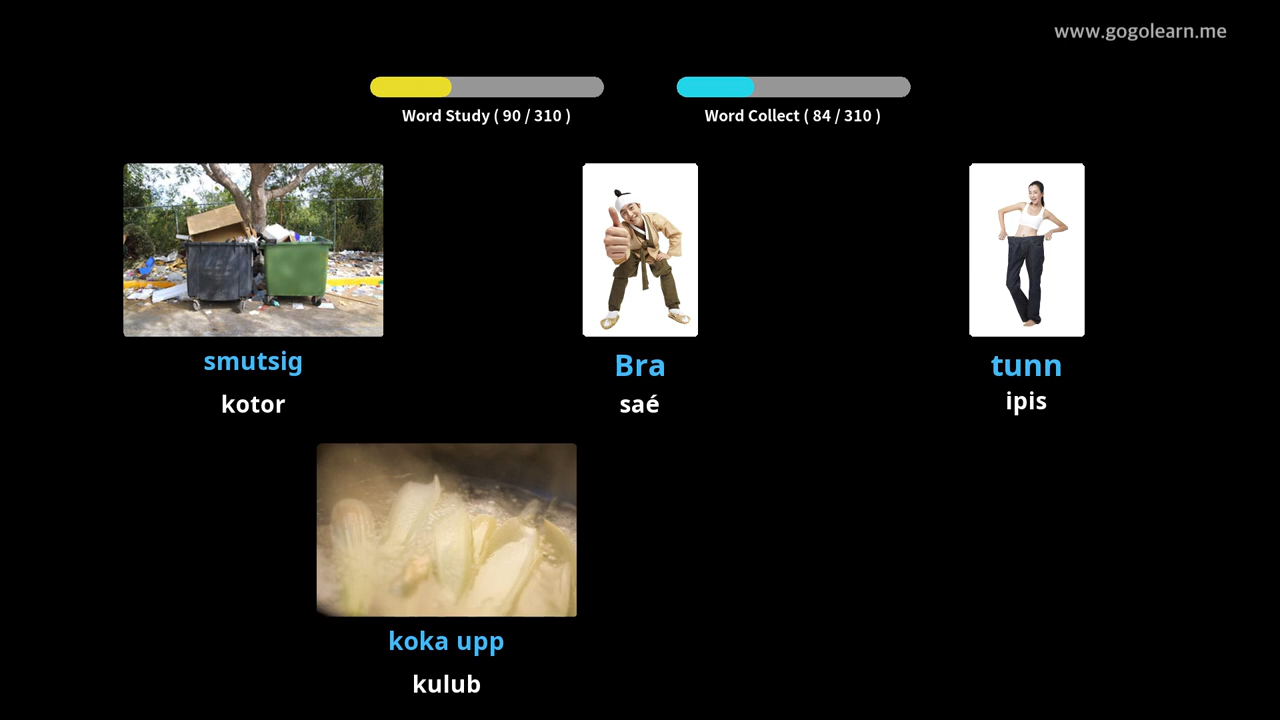 www.gogolearn.me
Word Study ( 90 / 310 )
Word Collect ( 84 / 310 )
smutsig
kotor
Bra
saé
tunn
ipis
koka upp
kulub